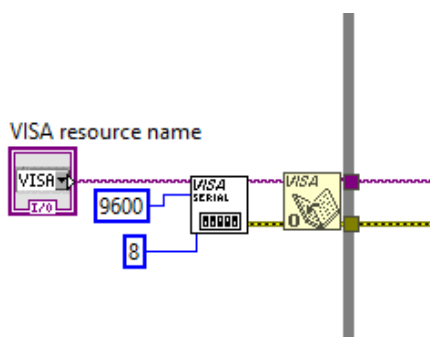 VISA resource name
VISA
I/O
9600
8
VISA
SERIAL
VISA
0